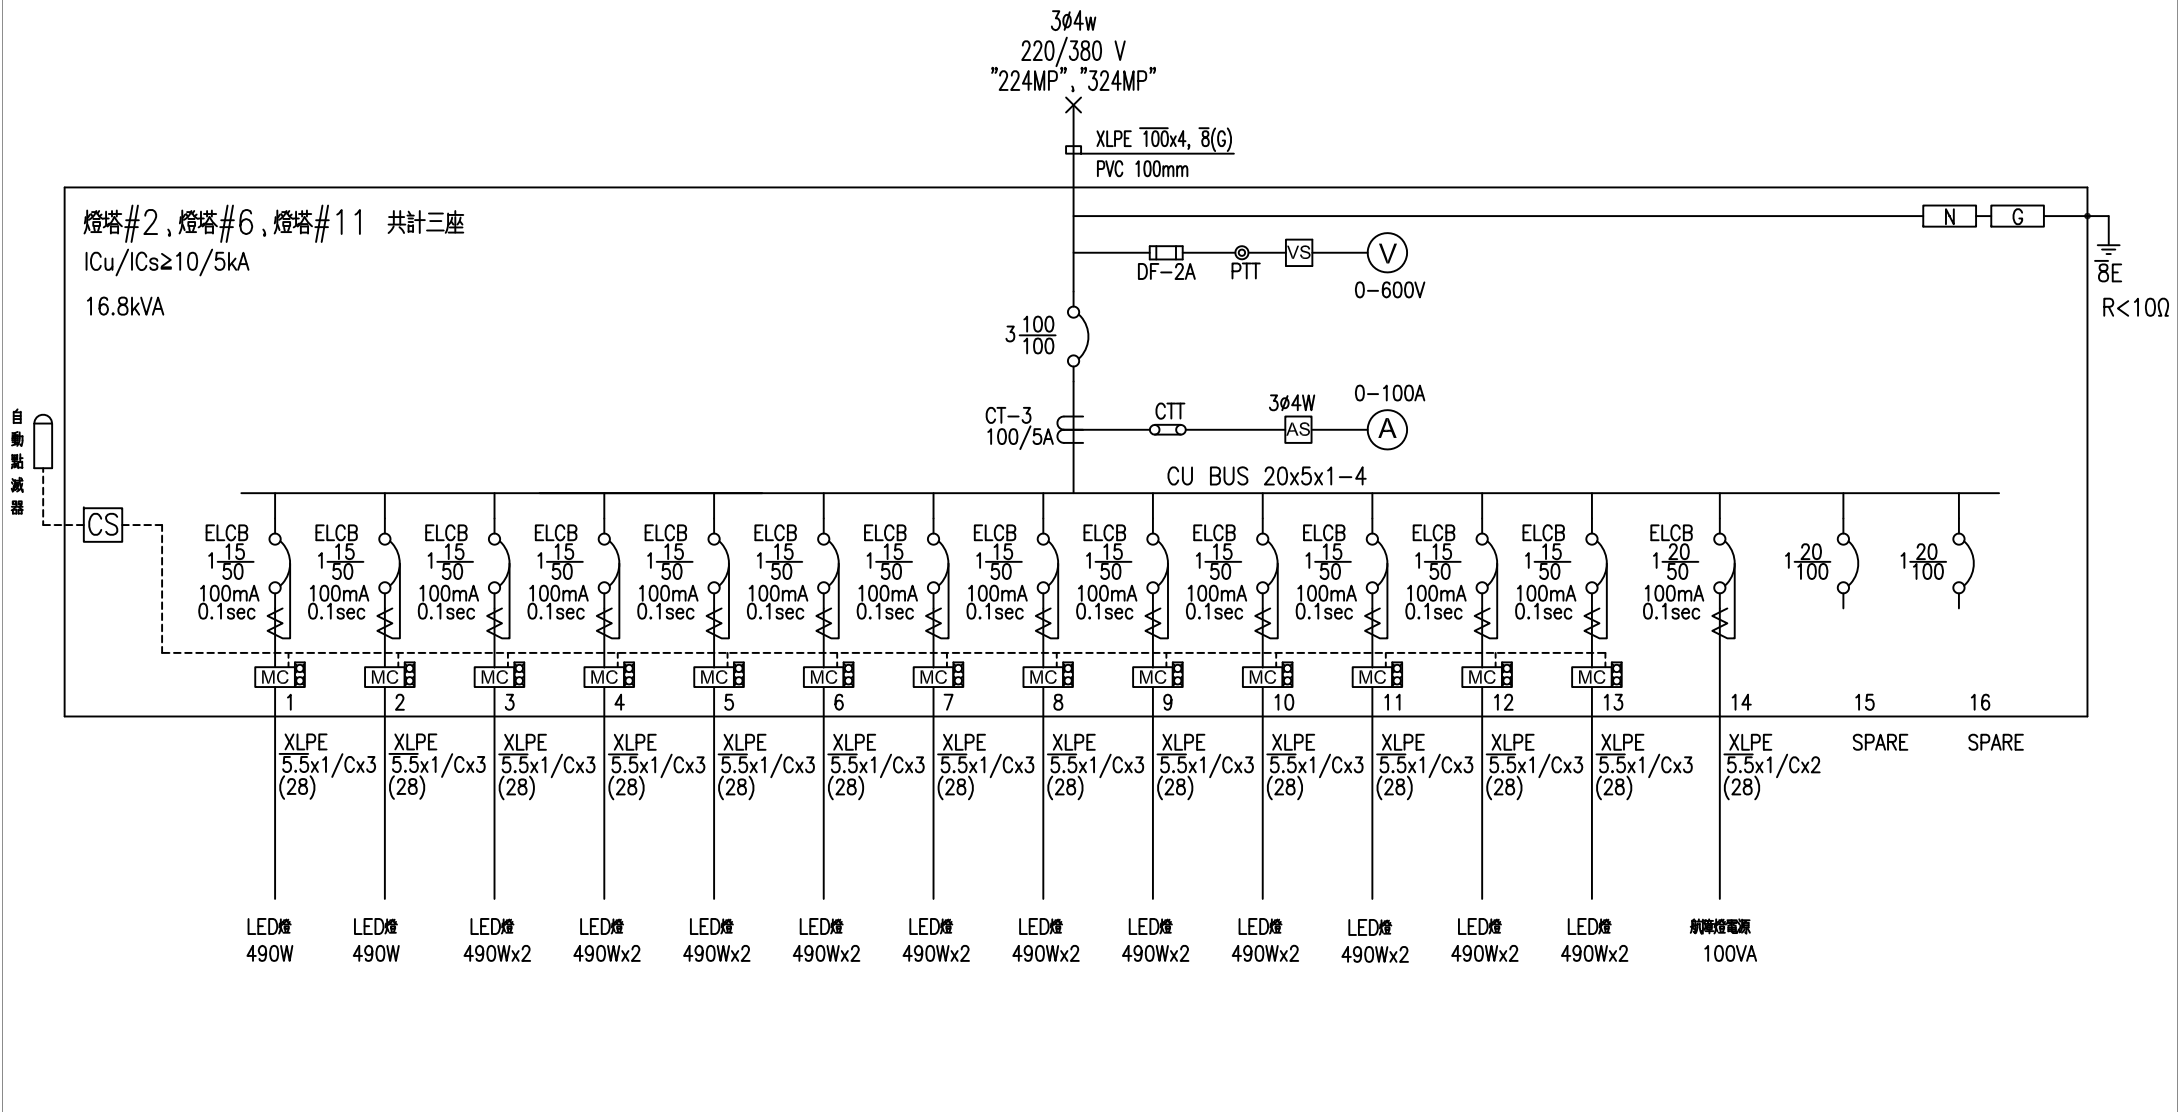 3ø4w
220/380 V
"224MP"、"324MP"
XLPE 100x4, 8(G)
PVC 100mm
燈塔#2、燈塔#6、燈塔#11 共計三座
ICu/ICs≥10/5kA
16.8kVA
N G
DF-2A PTT VS V
0-600V
8E
R<10Ω
3 100/100
0-100A
CT-3 CTT 3ø4W
100/5A AS A
CU BUS 20x5x1-4
自動點滅器
CS
ELCB ELCB ELCB ELCB ELCB ELCB ELCB ELCB ELCB ELCB ELCB ELCB ELCB ELCB
1 15/50 1 15/50 1 15/50 1 15/50 1 15/50 1 15/50 1 15/50 1 15/50 1 15/50 1 15/50 1 15/50 1 15/50 1 15/50 1 20/50 1 20/100 1 20/100
100mA 100mA 100mA 100mA 100mA 100mA 100mA 100mA 100mA 100mA 100mA 100mA 100mA 100mA
0.1sec 0.1sec 0.1sec 0.1sec 0.1sec 0.1sec 0.1sec 0.1sec 0.1sec 0.1sec 0.1sec 0.1sec 0.1sec 0.1sec
MC MC MC MC MC MC MC MC MC MC MC MC MC
1 2 3 4 5 6 7 8 9 10 11 12 13 14 15 16
XLPE XLPE XLPE XLPE XLPE XLPE XLPE XLPE XLPE XLPE XLPE XLPE XLPE XLPE SPARE SPARE
5.5x1/Cx3 5.5x1/Cx3 5.5x1/Cx3 5.5x1/Cx3 5.5x1/Cx3 5.5x1/Cx3 5.5x1/Cx3 5.5x1/Cx3 5.5x1/Cx3 5.5x1/Cx3 5.5x1/Cx3 5.5x1/Cx3 5.5x1/Cx3 5.5x1/Cx2
(28) (28) (28) (28) (28) (28) (28) (28) (28) (28) (28) (28) (28) (28)
LED燈 LED燈 LED燈 LED燈 LED燈 LED燈 LED燈 LED燈 LED燈 LED燈 LED燈 LED燈 LED燈 航障燈電源
490W 490W 490Wx2 490Wx2 490Wx2 490Wx2 490Wx2 490Wx2 490Wx2 490Wx2 490Wx2 490Wx2 490Wx2 100VA